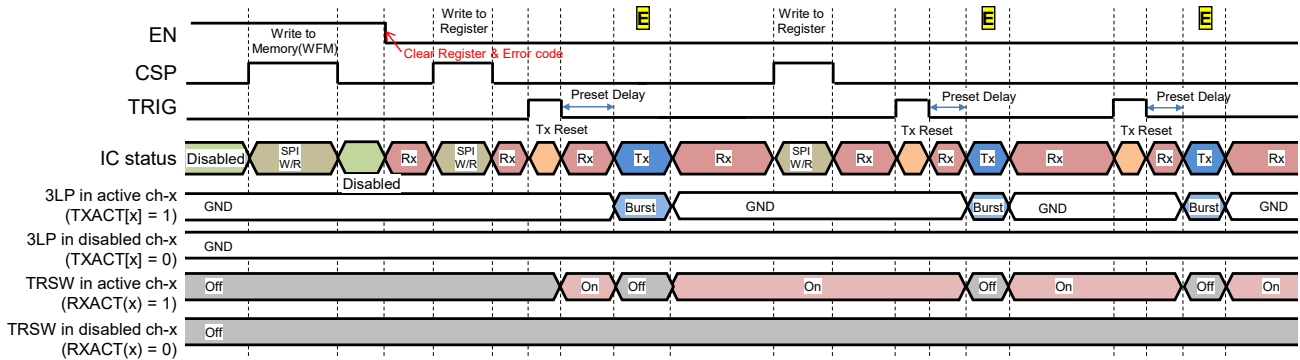 EN
Write to
Memory(WFM)
Write to
Register
E
Write to
Register
E
E
Clear Register & Error code
CSP
TRIG
Preset Delay
Preset Delay
Preset Delay
Tx Reset
Tx Reset
Tx Reset
IC status
Disabled
SPI
W/R
Disabled
Rx
SPI
W/R
Rx
Rx
Tx
Rx
SPI
W/R
Rx
Rx
Tx
Rx
Rx
Tx
Rx
3LP in active ch-x
(TXACT[x] = 1)
GND
Burst
GND
Burst
GND
Burst
GND
3LP in disabled ch-x
(TXACT[x] = 0)
GND
TRSW in active ch-x
(RXACT(x) = 1)
Off
On
Off
On
Off
On
Off
On
TRSW in disabled ch-x
(RXACT(x) = 0)
Off